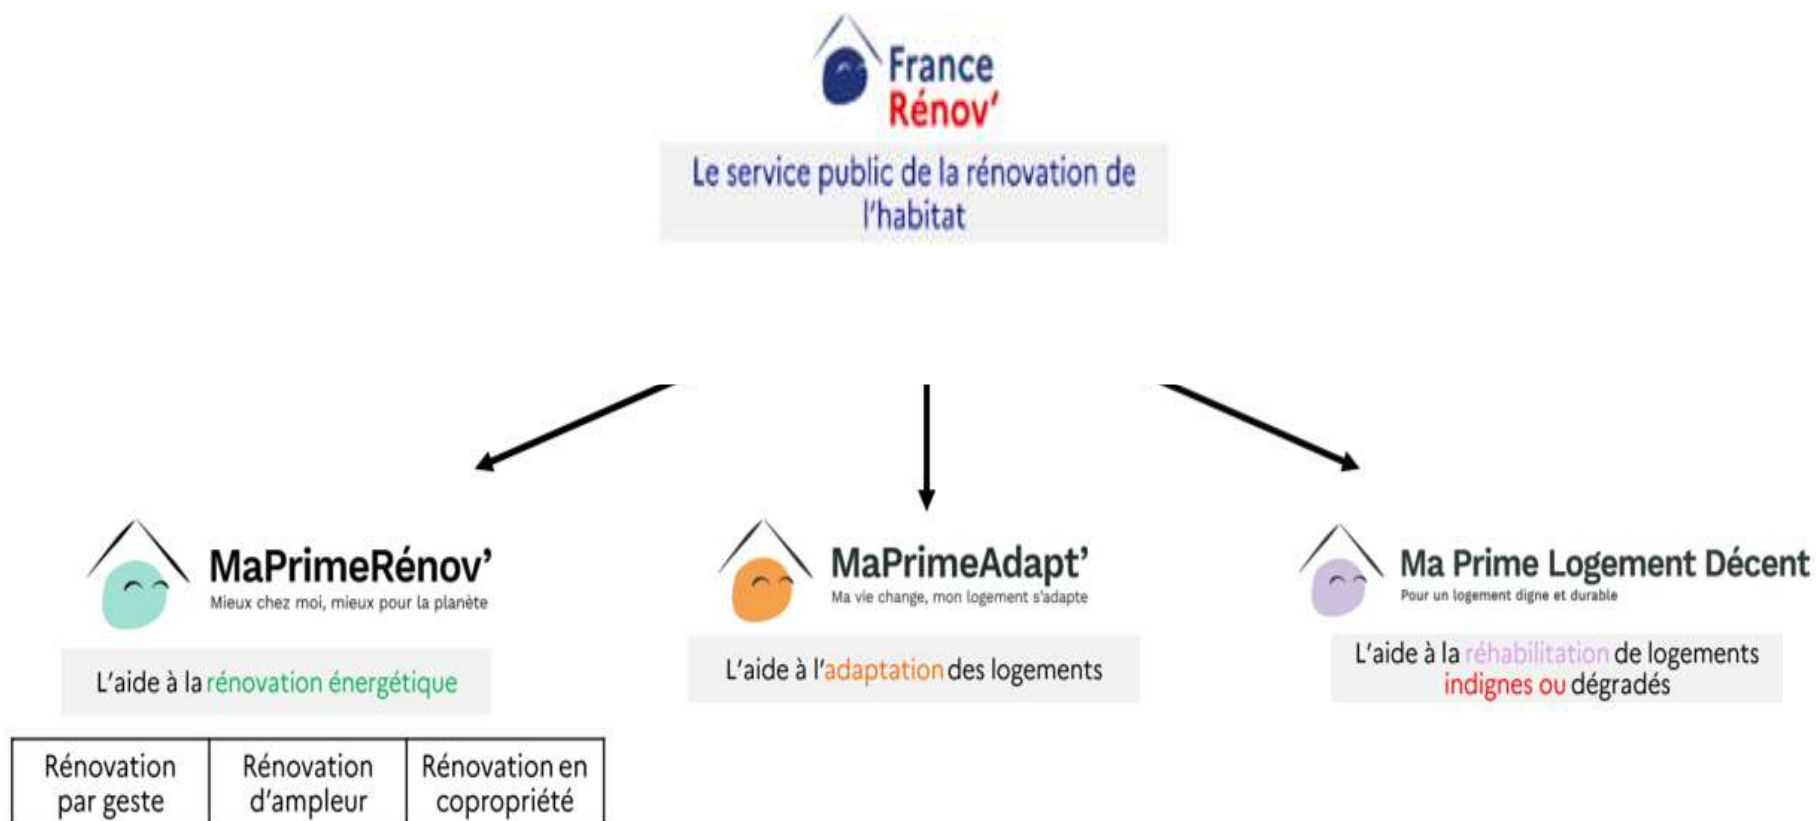 France
Rénov'
Le service public de la rénovation de
l'habitat
MaPrimeRénov'
Mieux chez moi, mieux pour la planète
L'aide à la rénovation énergétique
Rénovation
par geste
Rénovation
d'ampleur
Rénovation en
copropriété
MaPrimeAdapt'
Ma vie change, mon logement s'adapte
L'aide à l'adaptation des logements
Ma Prime Logement Décent
Pour un logement digne et durable
L'aide à la réhabilitation de logements
indignes ou dégradés